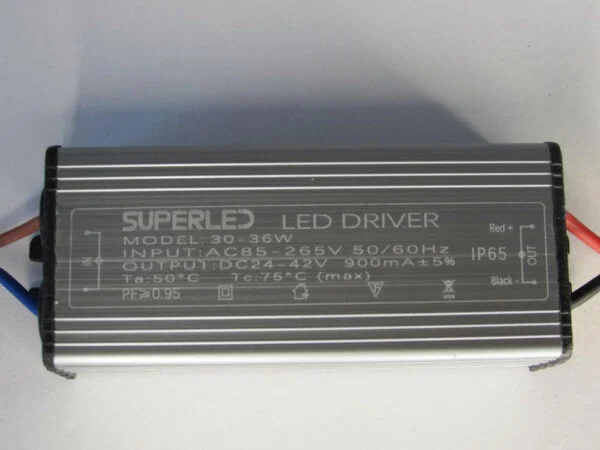 SUPERLED LED DRIVER
MODEL: 30-36W
INPUT: AC85-265V 50/60Hz
OUTPUT: DC24-42V 900mA±5%
Ta:50°C Tc:75°C (max)
PF≥0.95
IN
IP65
Red +
OUT
Black -
F